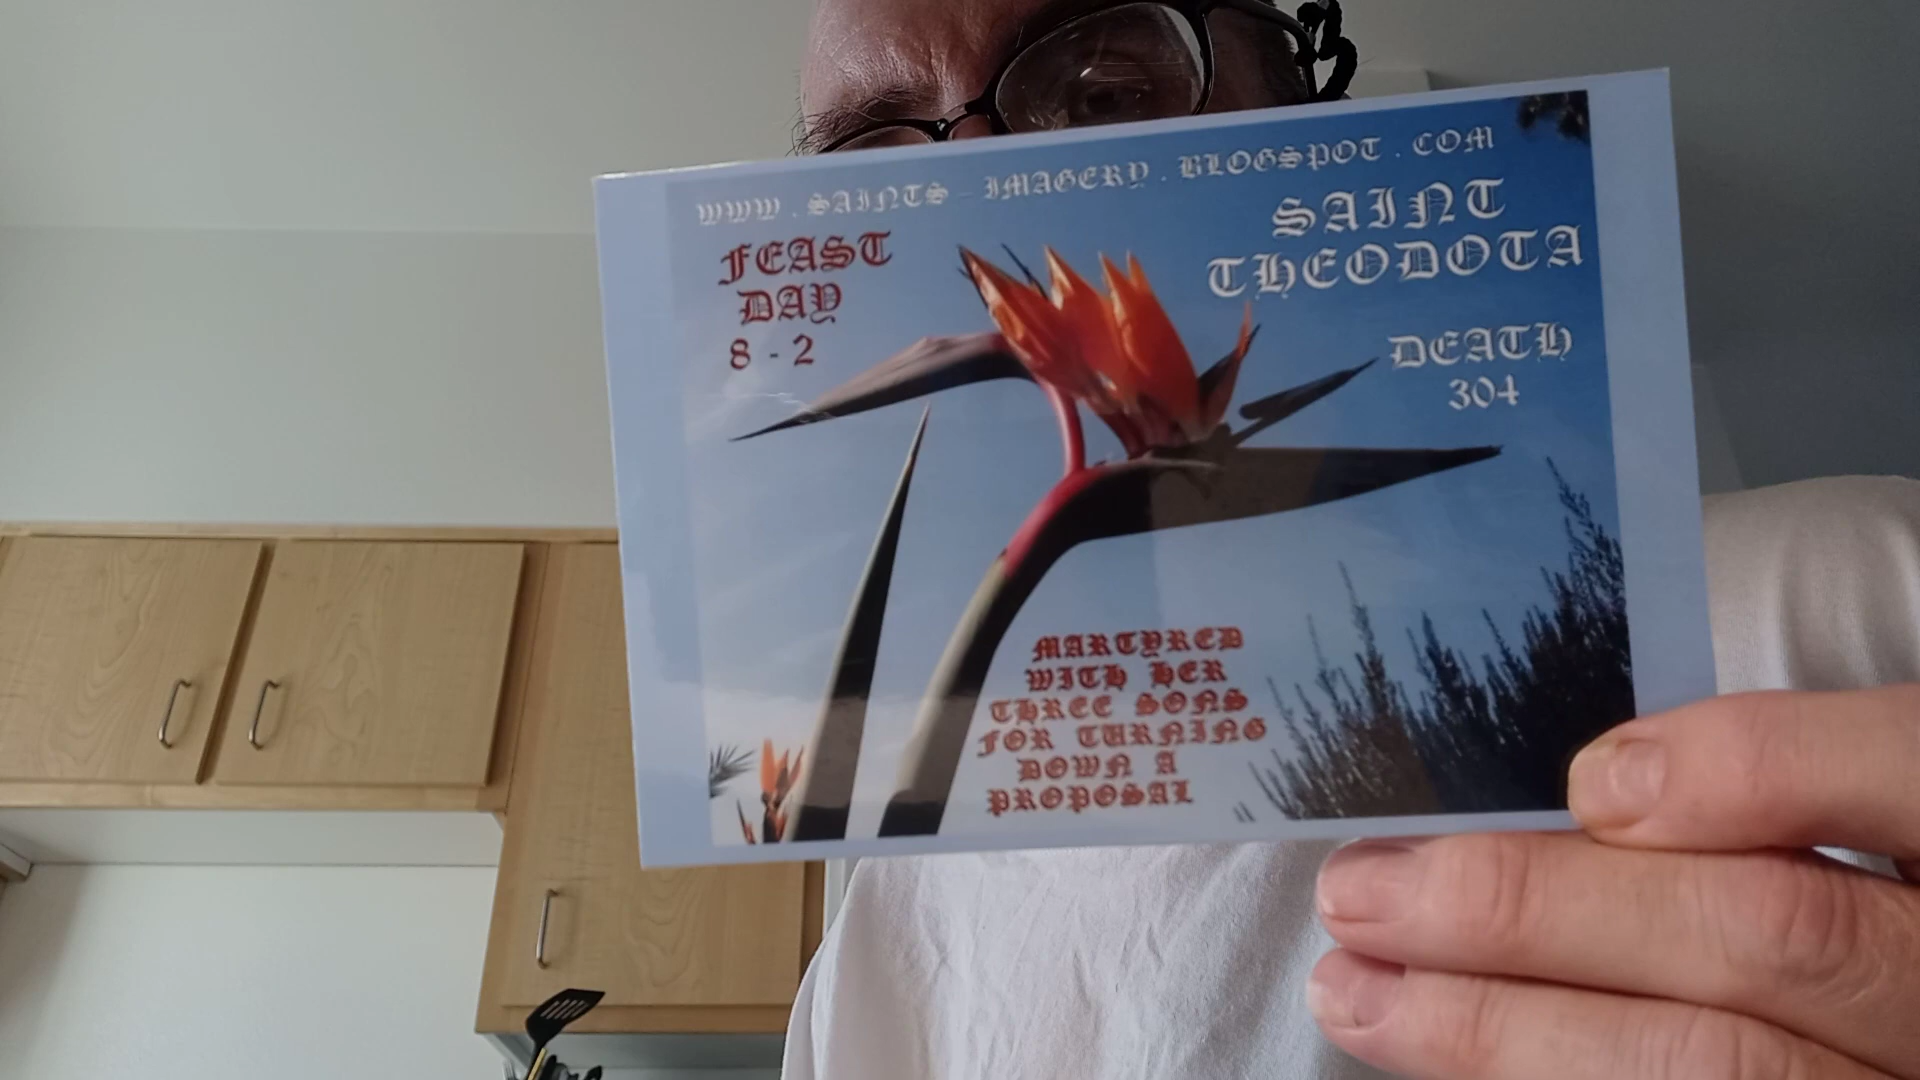 WWW . SAINTS - IMAGERY . BLOGSPOT . COM
FEAST
DAY
8 - 2
SAINT
THEODOTA
DEATH
304
MARTYRED
WITH HER
THREE SONS
FOR TURNING
DOWN A
PROPOSAL